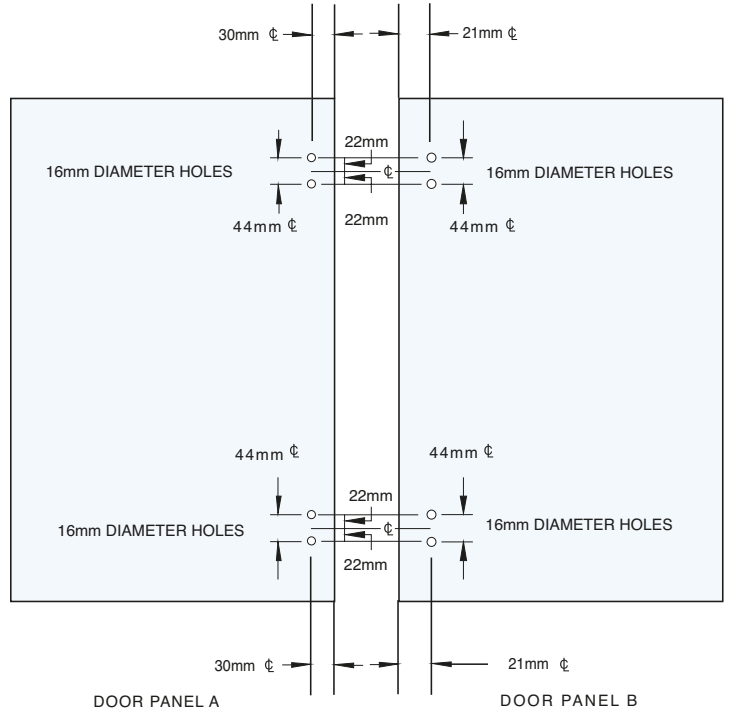 30mm ℄
21mm ℄
22mm
16mm DIAMETER HOLES
℄
16mm DIAMETER HOLES
44mm ℄
22mm
44mm ℄
44mm ℄
44mm ℄
22mm
16mm DIAMETER HOLES
℄
16mm DIAMETER HOLES
22mm
30mm ℄
21mm ℄
DOOR PANEL A
DOOR PANEL B